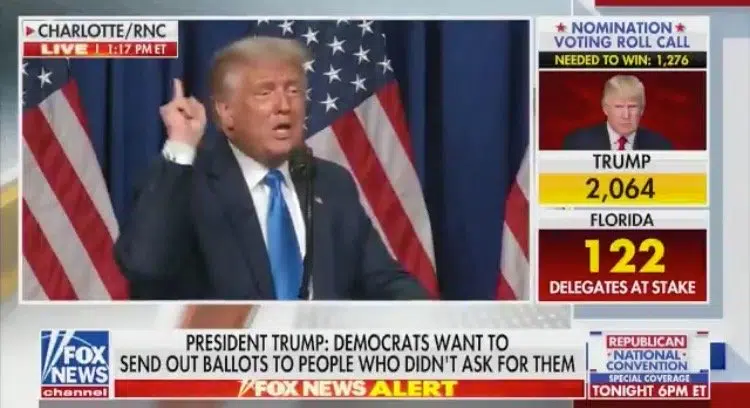 CHARLOTTE/RNC
LIVE | 1:17 PM ET
NOMINATION
VOTING ROLL CALL
NEEDED TO WIN: 1,276
TRUMP
2,064
FLORIDA
122
DELEGATES AT STAKE
FOX
NEWS
channel
PRESIDENT TRUMP: DEMOCRATS WANT TO
SEND OUT BALLOTS TO PEOPLE WHO DIDN'T ASK FOR THEM
FOX NEWS ALERT
REPUBLICAN
NATIONAL
CONVENTION
SPECIAL COVERAGE
TONIGHT 6PM ET